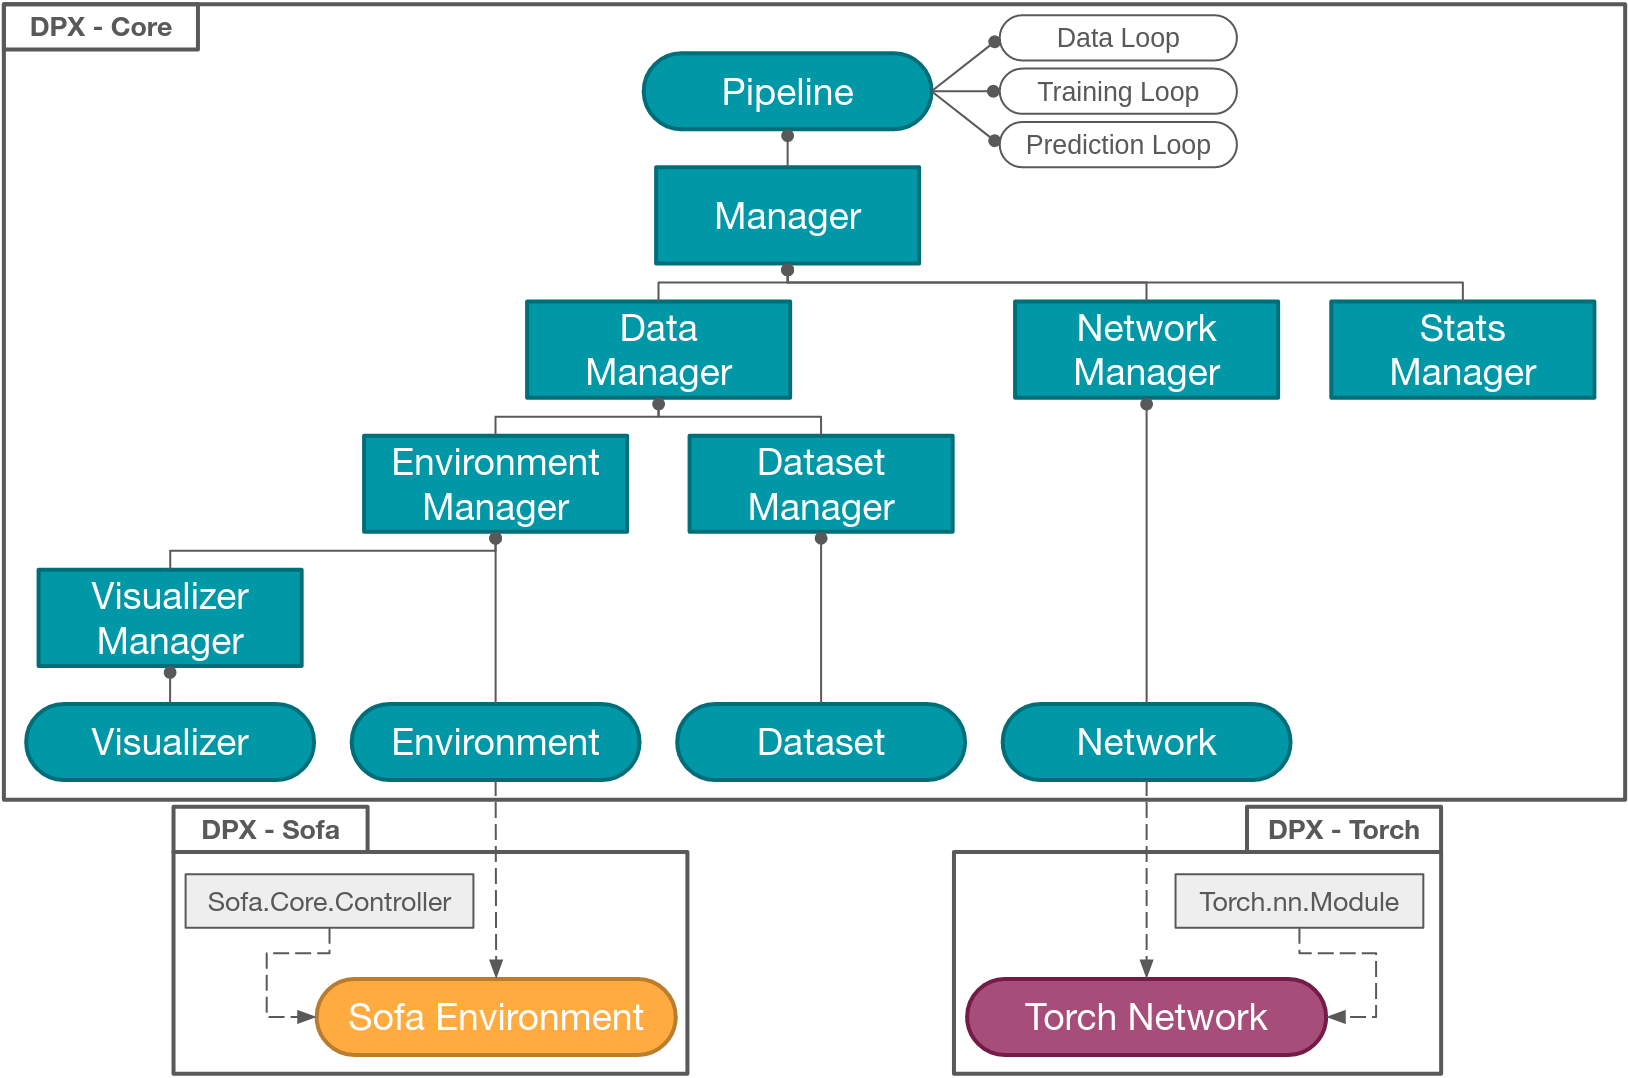 DPX - Core
Data Loop
Pipeline
Training Loop
Prediction Loop
Manager
Data
Manager
Network
Manager
Stats
Manager
Environment
Manager
Dataset
Manager
Visualizer
Manager
Visualizer
Environment
Dataset
Network
DPX - Sofa
DPX - Torch
Sofa.Core.Controller
Torch.nn.Module
Sofa Environment
Torch Network